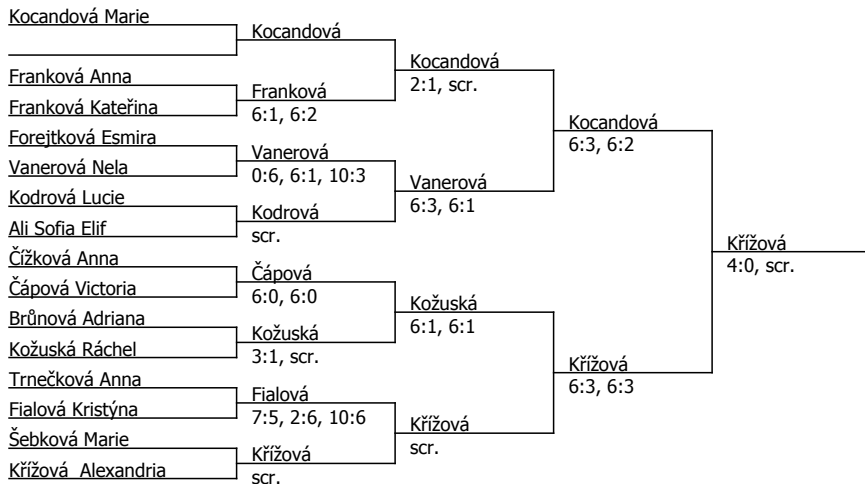 Kocandová Marie
Kocandová
Kocandová
2:1, scr.
Franková Anna
Franková
6:1, 6:2
Franková Kateřina
Kocandová
6:3, 6:2
Forejtková Esmira
Vanerová
0:6, 6:1, 10:3
Vanerová Nela
Vanerová
6:3, 6:1
Kodrová Lucie
Kodrová
scr.
Ali Sofia Elif
Křížová
4:0, scr.
Čížková Anna
Čápová
6:0, 6:0
Čápová Victoria
Kožuská
6:1, 6:1
Brůnová Adriana
Kožuská
3:1, scr.
Kožuská Ráchel
Křížová
6:3, 6:3
Trnečková Anna
Fialová
7:5, 2:6, 10:6
Fialová Kristýna
Křížová
scr.
Šebková Marie
Křížová
scr.
Křížová  Alexandria